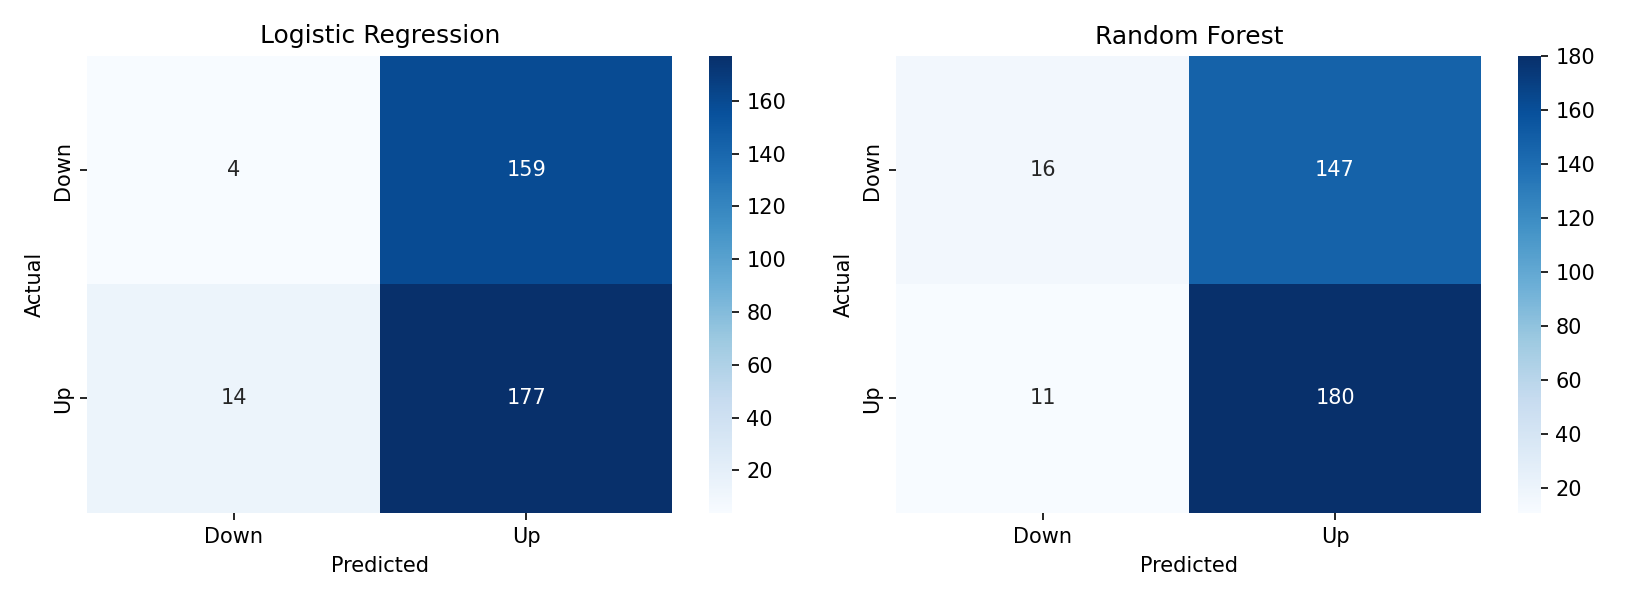 Logistic Regression
Actual
Down
Up
4
159
14
177
Down
Up
Predicted
160
140
120
100
80
60
40
20
Random Forest
Actual
Down
Up
16
147
11
180
Down
Up
Predicted
180
160
140
120
100
80
60
40
20